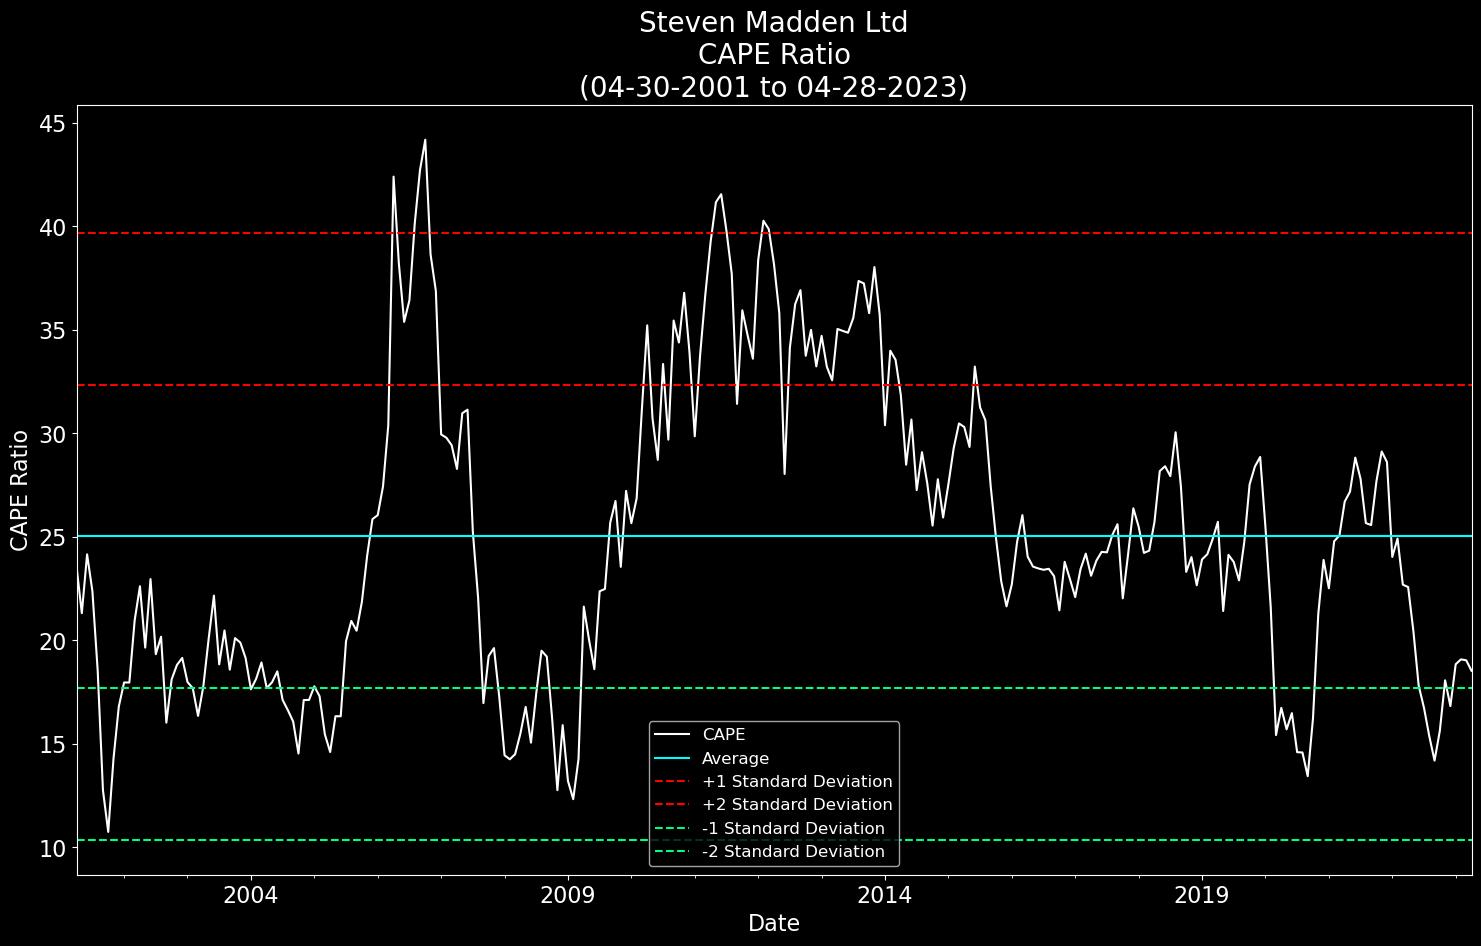 Steven Madden Ltd
CAPE Ratio
(04-30-2001 to 04-28-2023)
45
40
35
30
25
20
15
10
CAPE Ratio
CAPE
Average
+1 Standard Deviation
+2 Standard Deviation
-1 Standard Deviation
-2 Standard Deviation
2004
2009
2014
2019
Date